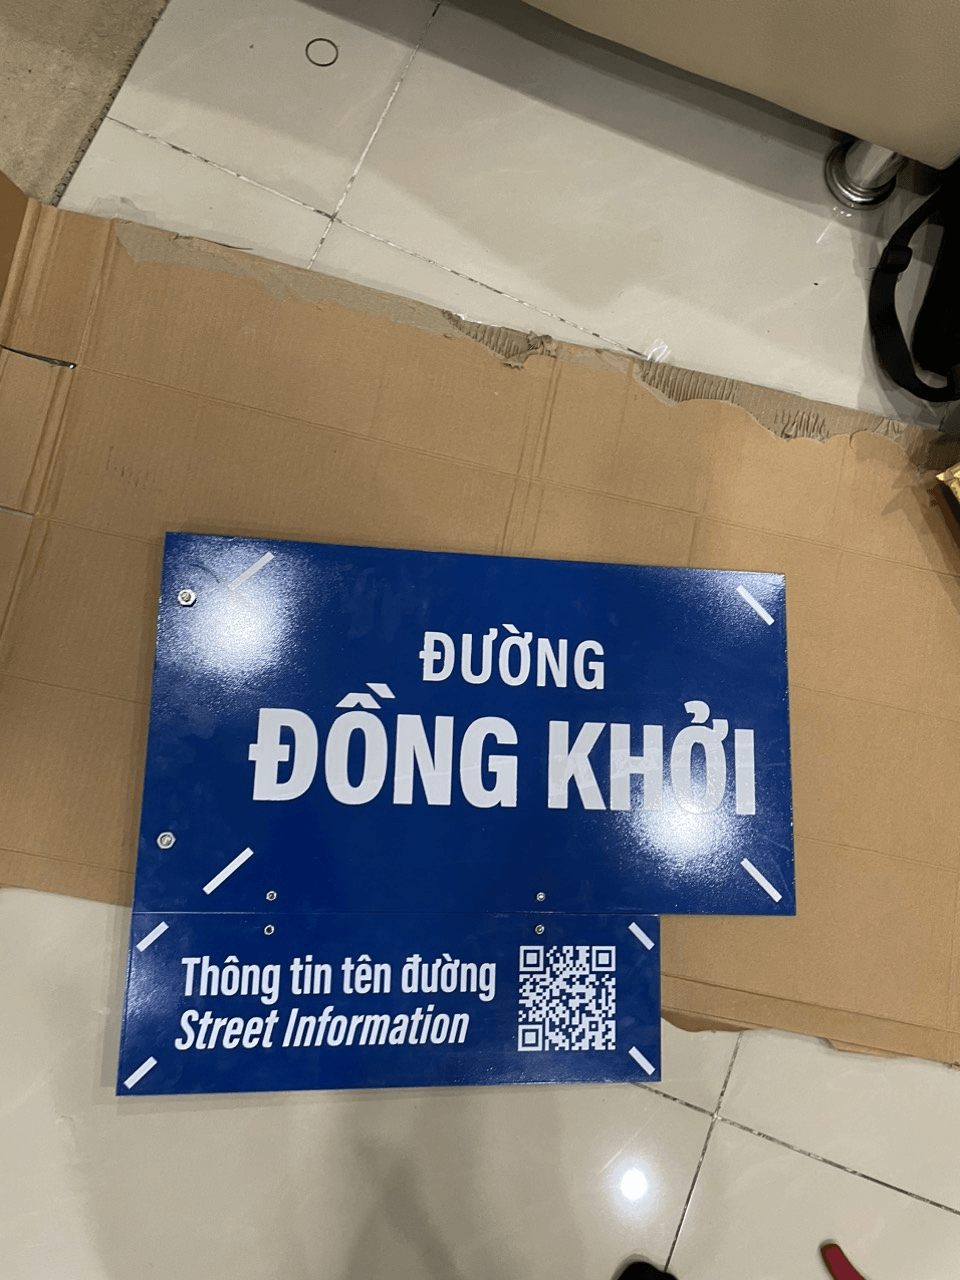 ĐƯỜNG
ĐỒNG KHỞI
Thông tin tên đường
Street Information